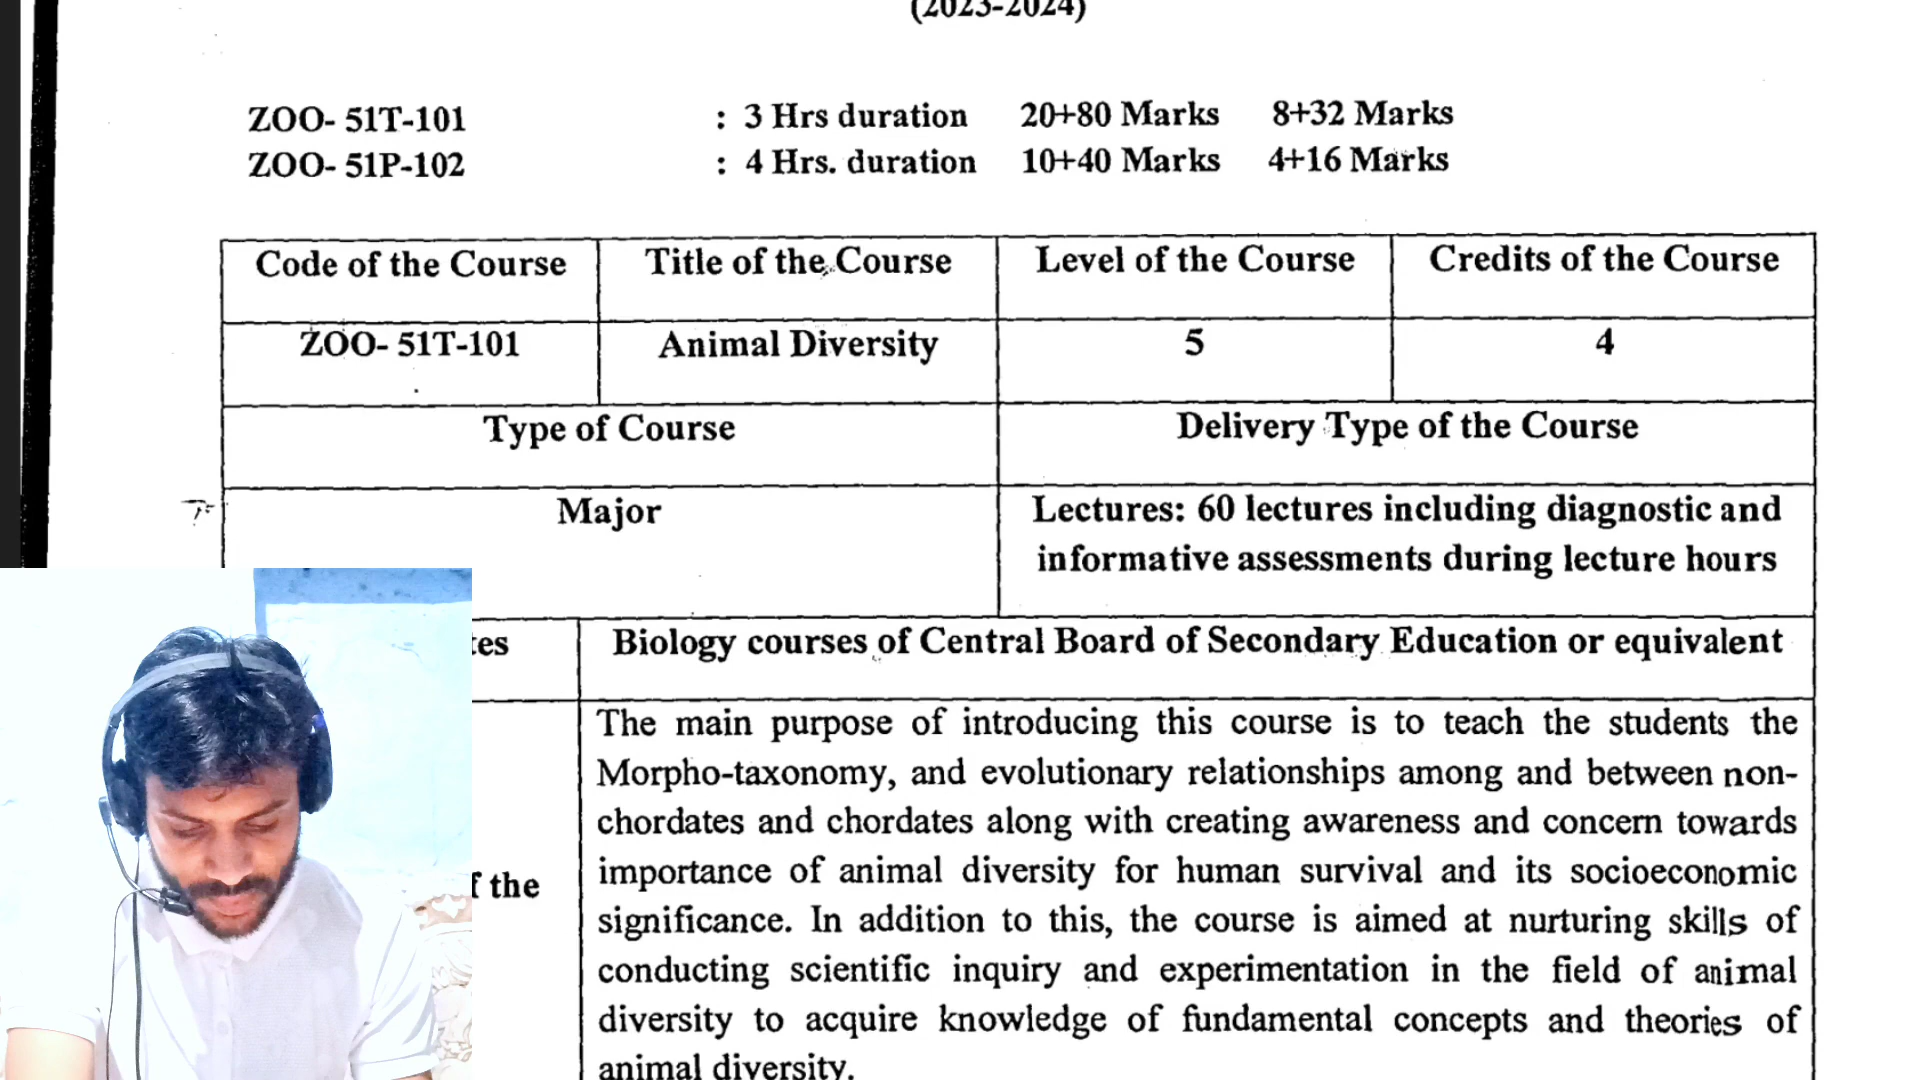 (2023-2024)
ZOO- 51T-101 : 3 Hrs duration 20+80 Marks 8+32 Marks
ZOO- 51P-102 : 4 Hrs. duration 10+40 Marks 4+16 Marks
Code of the Course Title of the Course Level of the Course Credits of the Course
ZOO- 51T-101 Animal Diversity 5 4
Type of Course Delivery Type of the Course
Major Lectures: 60 lectures including diagnostic and
informative assessments during lecture hours
Biology courses of Central Board of Secondary Education or equivalent
The main purpose of introducing this course is to teach the students the
Morpho-taxonomy, and evolutionary relationships among and between non-
chordates and chordates along with creating awareness and concern towards
importance of animal diversity for human survival and its socioeconomic
the
significance. In addition to this, the course is aimed at nurturing skills of
conducting scientific inquiry and experimentation in the field of animal
diversity to acquire knowledge of fundamental concepts and theories of
animal diversity.